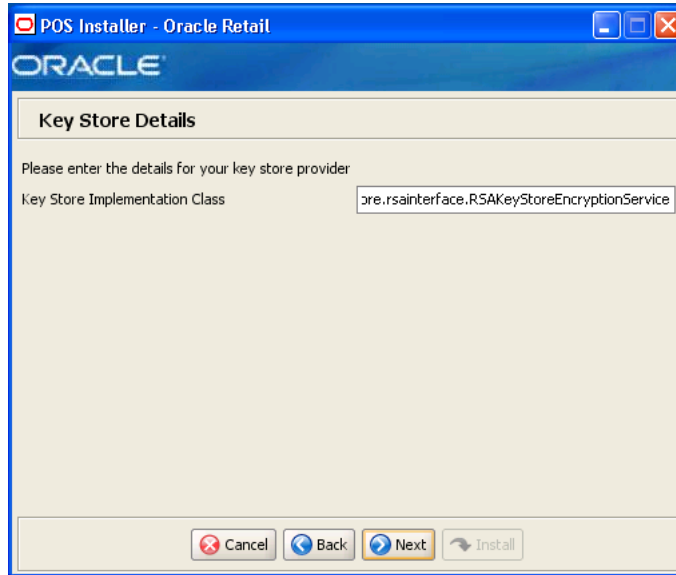 POS Installer - Oracle Retail
ORACLE
Key Store Details
Please enter the details for your key store provider
Key Store Implementation Class
ore.rsainterface.RSAKeyStoreEncryptionService
Cancel
Back
Next
Install